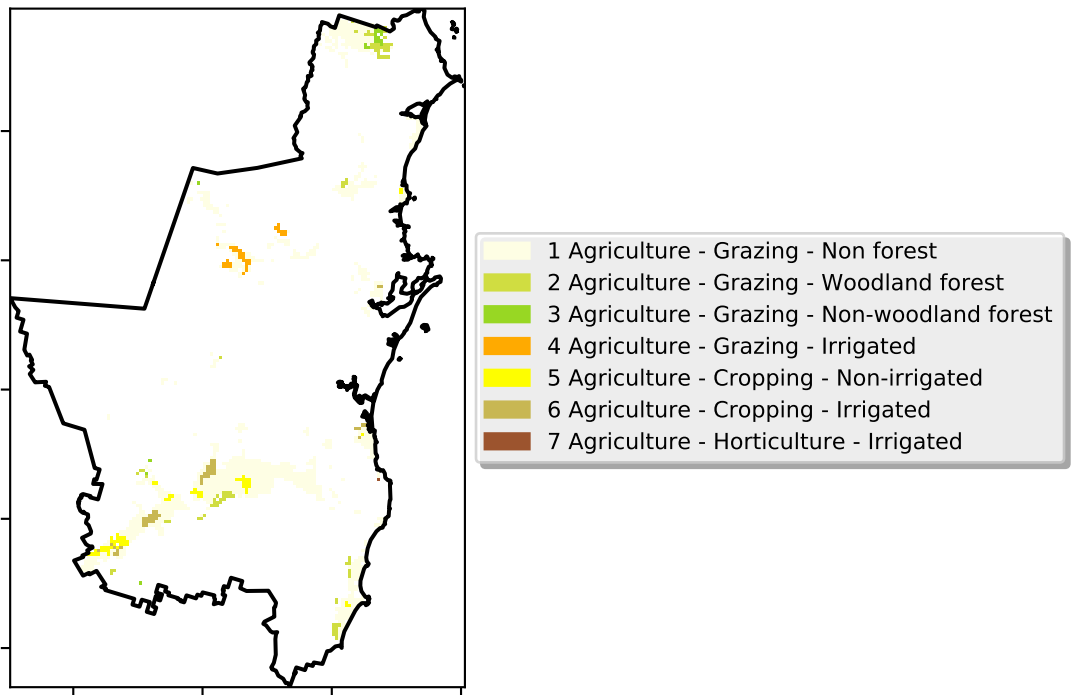 1 Agriculture - Grazing - Non forest
2 Agriculture - Grazing - Woodland forest
3 Agriculture - Grazing - Non-woodland forest
4 Agriculture - Grazing - Irrigated
5 Agriculture - Cropping - Non-irrigated
6 Agriculture - Cropping - Irrigated
7 Agriculture - Horticulture - Irrigated